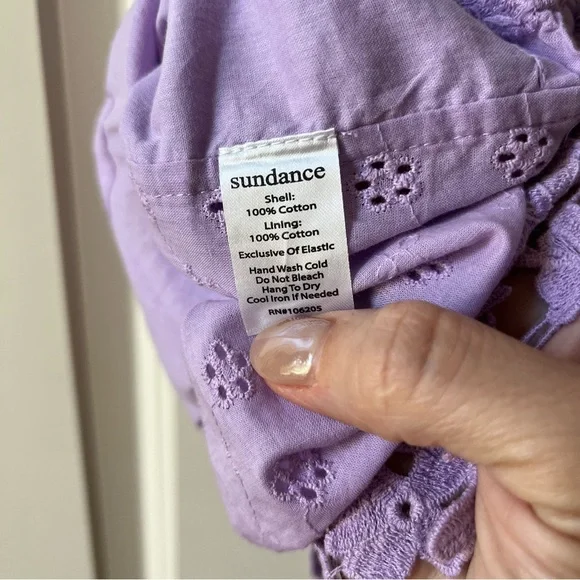 sundance
Shell:
100% Cotton
Lining:
100% Cotton
Exclusive Of Elastic
Hand Wash Cold
Do Not Bleach
Hang To Dry
Cool Iron If Needed
RN#106205